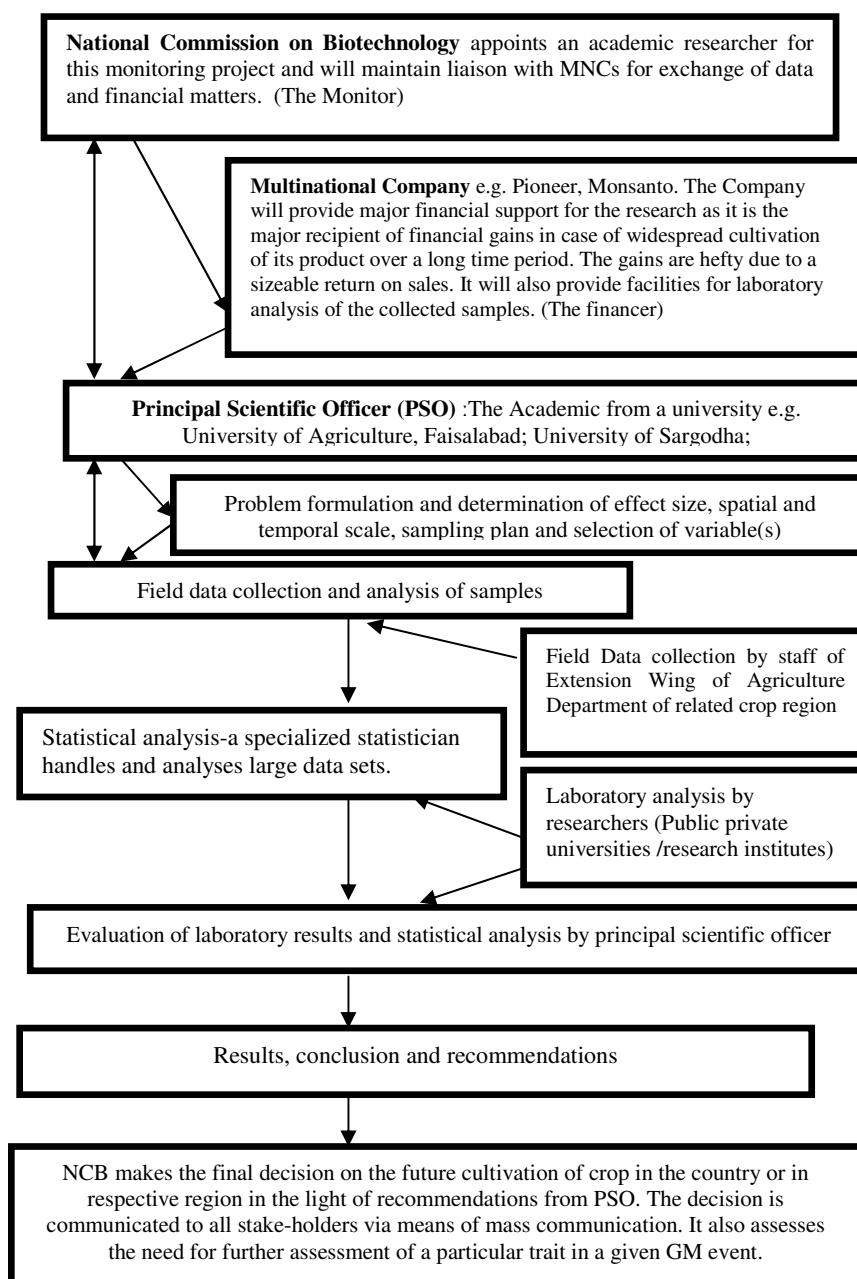 National Commission on Biotechnology appoints an academic researcher for
this monitoring project and will maintain liaison with MNCs for exchange of data
and financial matters. (The Monitor)
Multinational Company e.g. Pioneer, Monsanto. The Company
will provide major financial support for the research as it is the
major recipient of financial gains in case of widespread cultivation
of its product over a long time period. The gains are hefty due to a
sizeable return on sales. It will also provide facilities for laboratory
analysis of the collected samples. (The financer)
Principal Scientific Officer (PSO) :The Academic from a university e.g.
University of Agriculture, Faisalabad; University of Sargodha;
Problem formulation and determination of effect size, spatial and
temporal scale, sampling plan and selection of variable(s)
Field data collection and analysis of samples
Field Data collection by staff of
Extension Wing of Agriculture
Department of related crop region
Statistical analysis-a specialized statistician
handles and analyses large data sets.
Laboratory analysis by
researchers (Public private
universities /research institutes)
Evaluation of laboratory results and statistical analysis by principal scientific officer
Results, conclusion and recommendations
NCB makes the final decision on the future cultivation of crop in the country or in
respective region in the light of recommendations from PSO. The decision is
communicated to all stake-holders via means of mass communication. It also assesses
the need for further assessment of a particular trait in a given GM event.